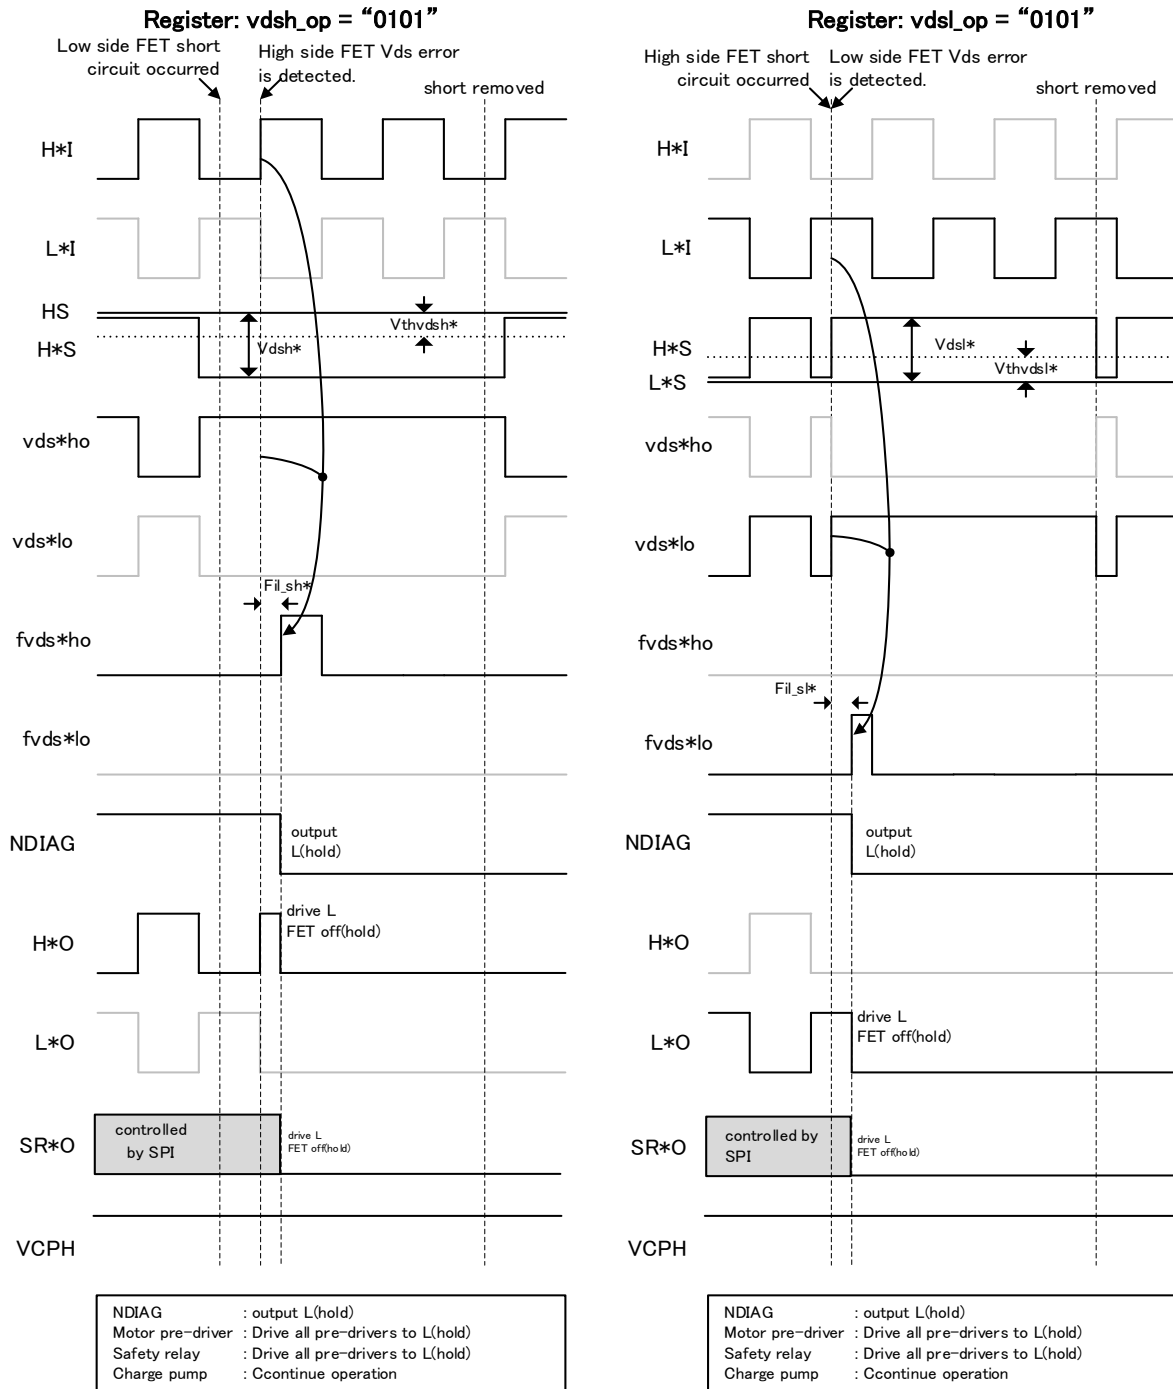 Register: vdsh_op = “0101”
Low side FET short
circuit occurred
High side FET Vds error
is detected.
short removed
H*I
L*I
HS
Vthvdsh*
H*S
Vdsh*
vds*ho
vds*lo
Fil_sh*
fvds*ho
fvds*lo
NDIAG
output
L(hold)
drive L
FET off(hold)
H*O
L*O
controlled
by SPI
SR*O
drive L
FET off(hold)
VCPH
NDIAG : output L(hold)
Motor pre-driver : Drive all pre-drivers to L(hold)
Safety relay : Drive all pre-drivers to L(hold)
Charge pump : Ccontinue operation
Register: vdsl_op = “0101”
High side FET short
circuit occurred
Low side FET Vds error
is detected.
short removed
H*I
L*I
H*S
Vdsl*
Vthvdsl*
L*S
vds*ho
vds*lo
fvds*ho
Fil_sl*
fvds*lo
NDIAG
output
L(hold)
H*O
drive L
FET off(hold)
L*O
controlled by
SPI
SR*O
drive L
FET off(hold)
VCPH
NDIAG : output L(hold)
Motor pre-driver : Drive all pre-drivers to L(hold)
Safety relay : Drive all pre-drivers to L(hold)
Charge pump : Ccontinue operation